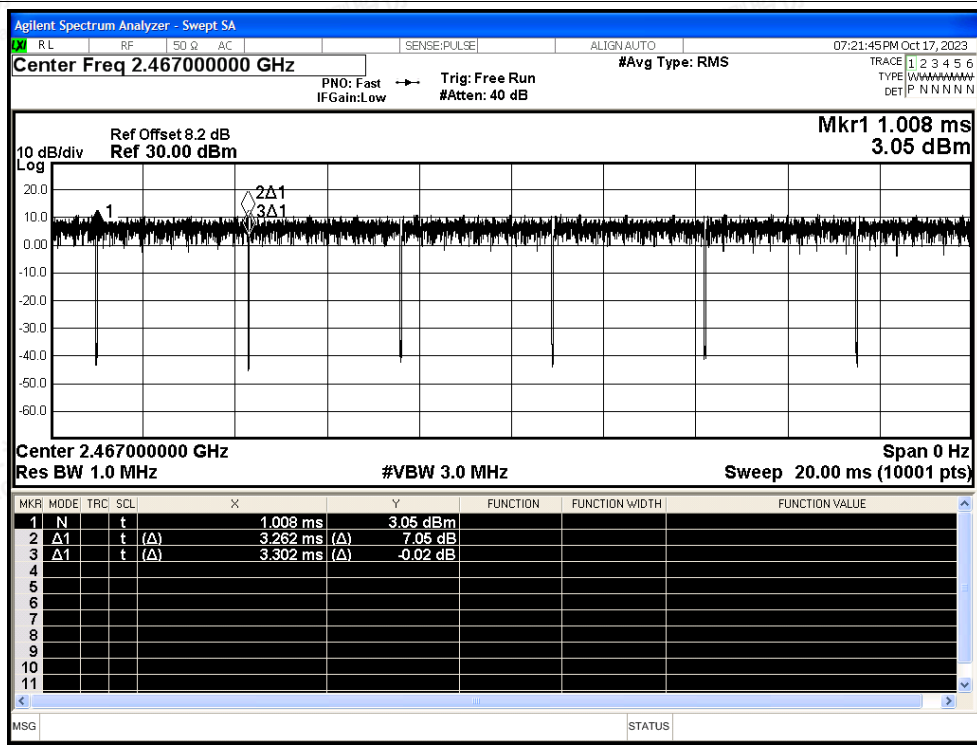 Agilent Spectrum Analyzer - Swept SA
LXI RL RF 50 Ω AC SENSE:PULSE ALIGN AUTO 07:21:45 PM Oct 17, 2023
Center Freq 2.467000000 GHz
PNO: Fast
IFGain:Low
Trig: Free Run
#Atten: 40 dB
#Avg Type: RMS
TRACE 1 2 3 4 5 6
TYPE
DET P N N N N N
Mkr1 1.008 ms
3.05 dBm
Ref Offset 8.2 dB
10 dB/div Ref 30.00 dBm
Log
20.0
10.0
0.00
-10.0
-20.0
-30.0
-40.0
-50.0
-60.0
1
2Δ1
3Δ1
Center 2.467000000 GHz Span 0 Hz
Res BW 1.0 MHz #VBW 3.0 MHz Sweep 20.00 ms (10001 pts)
MKR MODE TRC SCL X Y FUNCTION FUNCTION WIDTH FUNCTION VALUE
1 N t 1.008 ms 3.05 dBm
2 Δ1 t (Δ) 3.262 ms (Δ) 7.05 dB
3 Δ1 t (Δ) 3.302 ms (Δ) -0.02 dB
4
5
6
7
8
9
10
11
MSG STATUS